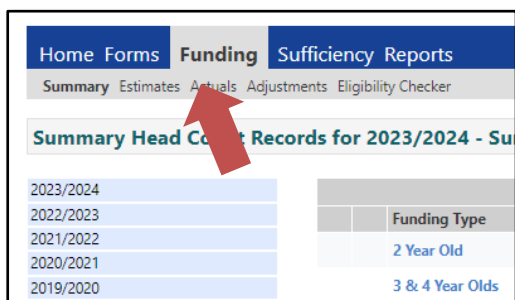 Home Forms Funding Sufficiency Reports
Summary Estimates Actuals Adjustments Eligibility Checker
Summary Head Records for 2023/2024 - Su
2023/2024
2022/2023
2021/2022
2020/2021
2019/2020
Funding Type
2 Year Old
3 & 4 Year Olds